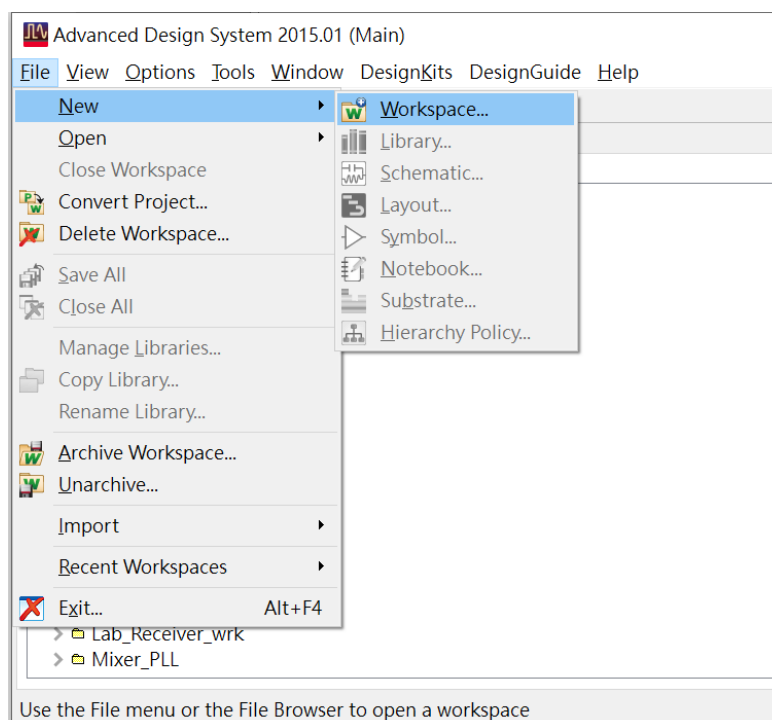 Advanced Design System 2015.01 (Main)
File View Options Tools Window DesignKits DesignGuide Help
New
Open
Close Workspace
Convert Project...
Delete Workspace...
Save All
Close All
Manage Libraries...
Copy Library...
Rename Library...
Archive Workspace...
Unarchive...
Import
Recent Workspaces
Exit... Alt+F4
Workspace...
Library...
Schematic...
Layout...
Symbol...
Notebook...
Substrate...
Hierarchy Policy...
Lab_Receiver_wrk
Mixer_PLL
Use the File menu or the File Browser to open a workspace